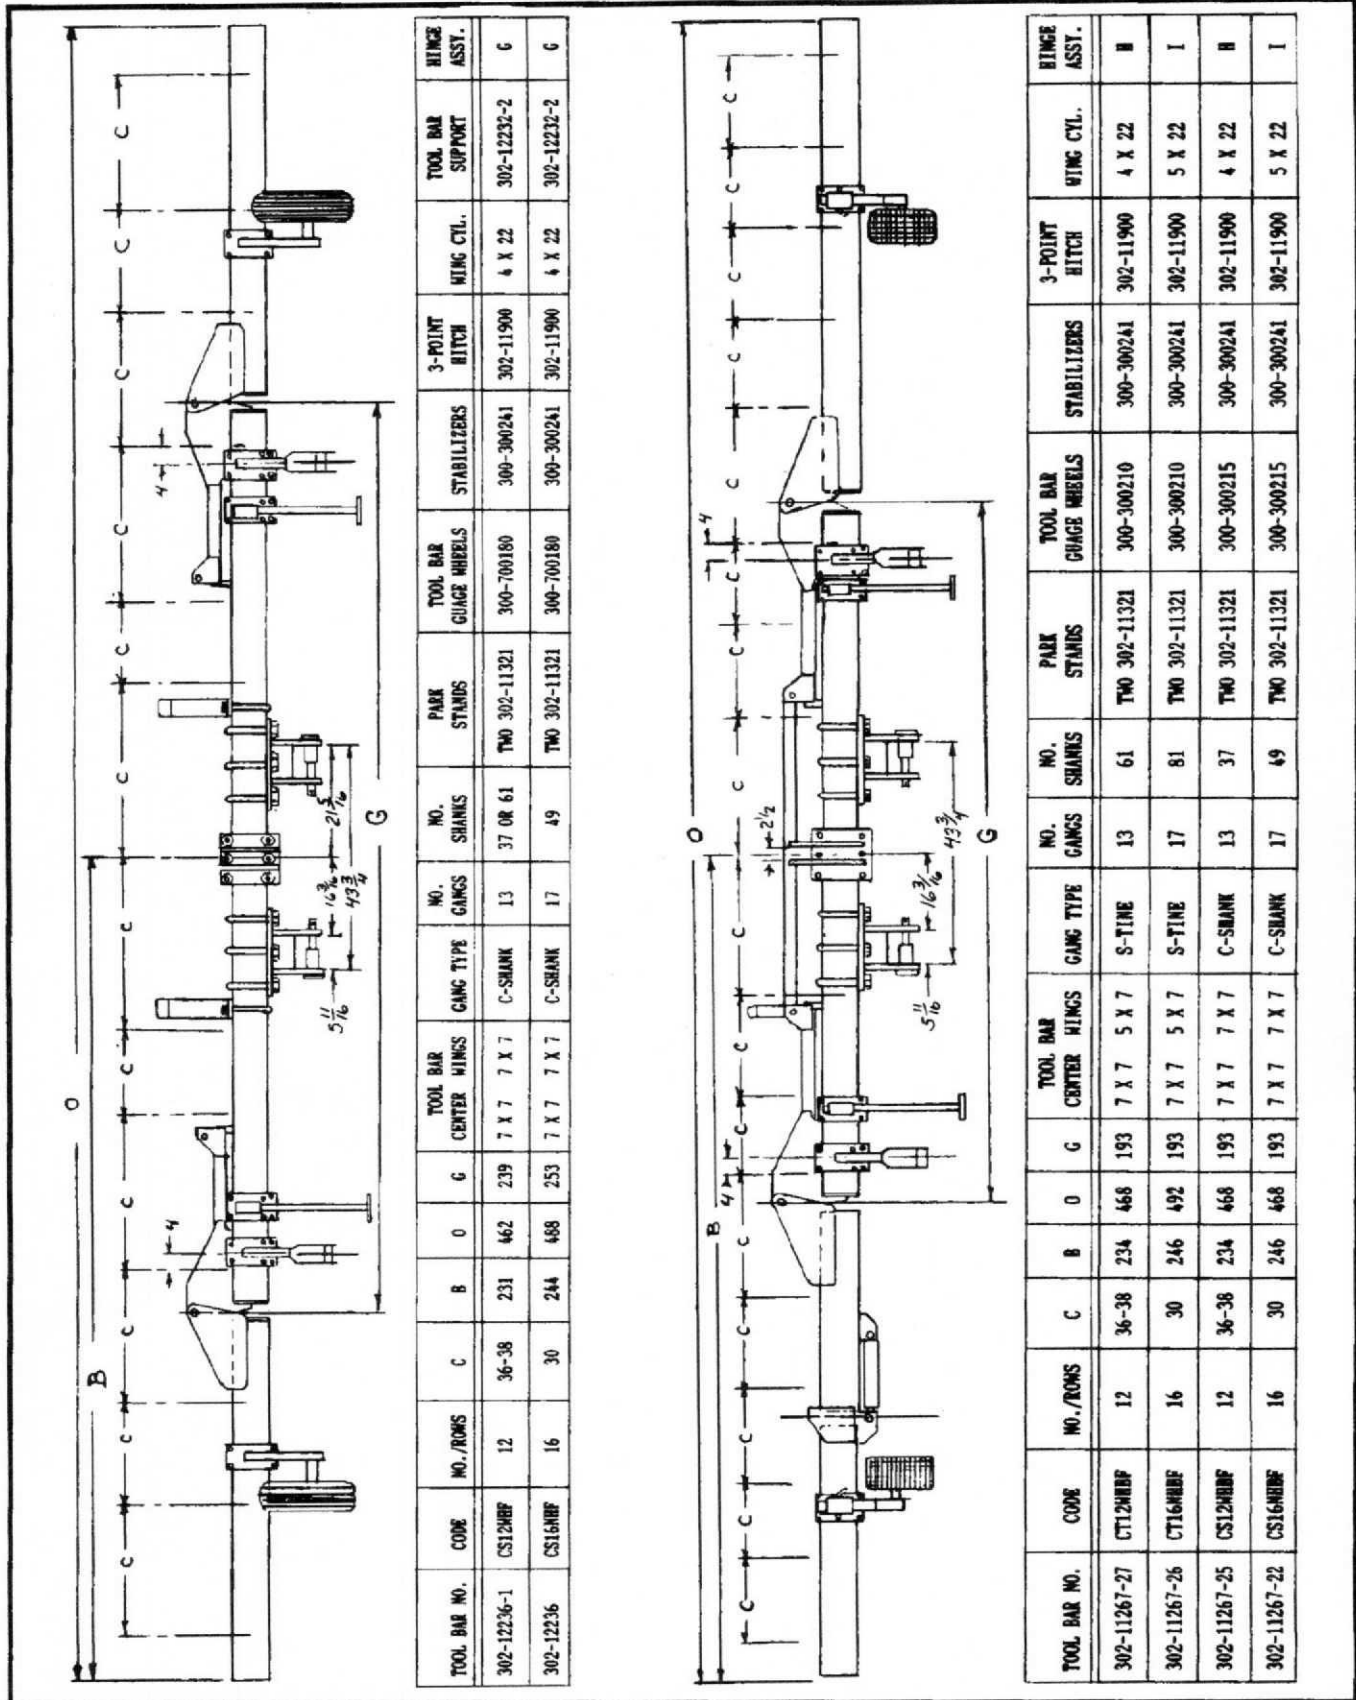 O
B
C C C C C C C C C C C C
4 4
5 11/16 16 3/16 21 5/16
43 3/4
G
TOOL BAR NO. CODE NO./ROWS C B O G TOOL BAR CENTER WINGS GANG TYPE NO. GANGS NO. SHANKS PARK STANDS TOOL BAR GUAGE WHEELS STABILIZERS 3-POINT HITCH WING CYL. TOOL BAR SUPPORT HINGE ASSY.
302-12236-1 CS12WHBF 12 36-38 231 462 239 7 X 7 7 X 7 C-SHANK 13 37 OR 61 TWO 302-11321 300-700180 300-300241 302-11900 4 X 22 302-12232-2 G
302-12236 CS16NHBF 16 30 244 488 253 7 X 7 7 X 7 C-SHANK 17 49 TWO 302-11321 300-700180 300-300241 302-11900 4 X 22 302-12232-2 G
O
B
C C C C C C C C C C C C C C C C
4 2 1/2 4
5 11/16 16 3/16
43 3/4
G
TOOL BAR NO. CODE NO./ROWS C B O G TOOL BAR CENTER WINGS GANG TYPE NO. GANGS NO. SHANKS PARK STANDS TOOL BAR GUAGE WHEELS STABILIZERS 3-POINT HITCH WING CYL. HINGE ASSY.
302-11267-27 CT12WHBF 12 36-38 234 468 193 7 X 7 5 X 7 S-TINE 13 61 TWO 302-11321 300-300210 300-300241 302-11900 4 X 22 H
302-11267-26 CT16NHBF 16 30 246 492 193 7 X 7 5 X 7 S-TINE 17 81 TWO 302-11321 300-300210 300-300241 302-11900 5 X 22 I
302-11267-25 CS12WHBF 12 36-38 234 468 193 7 X 7 7 X 7 C-SHANK 13 37 TWO 302-11321 300-300215 300-300241 302-11900 4 X 22 H
302-11267-22 CS16NHBF 16 30 246 468 193 7 X 7 7 X 7 C-SHANK 17 49 TWO 302-11321 300-300215 300-300241 302-11900 5 X 22 I